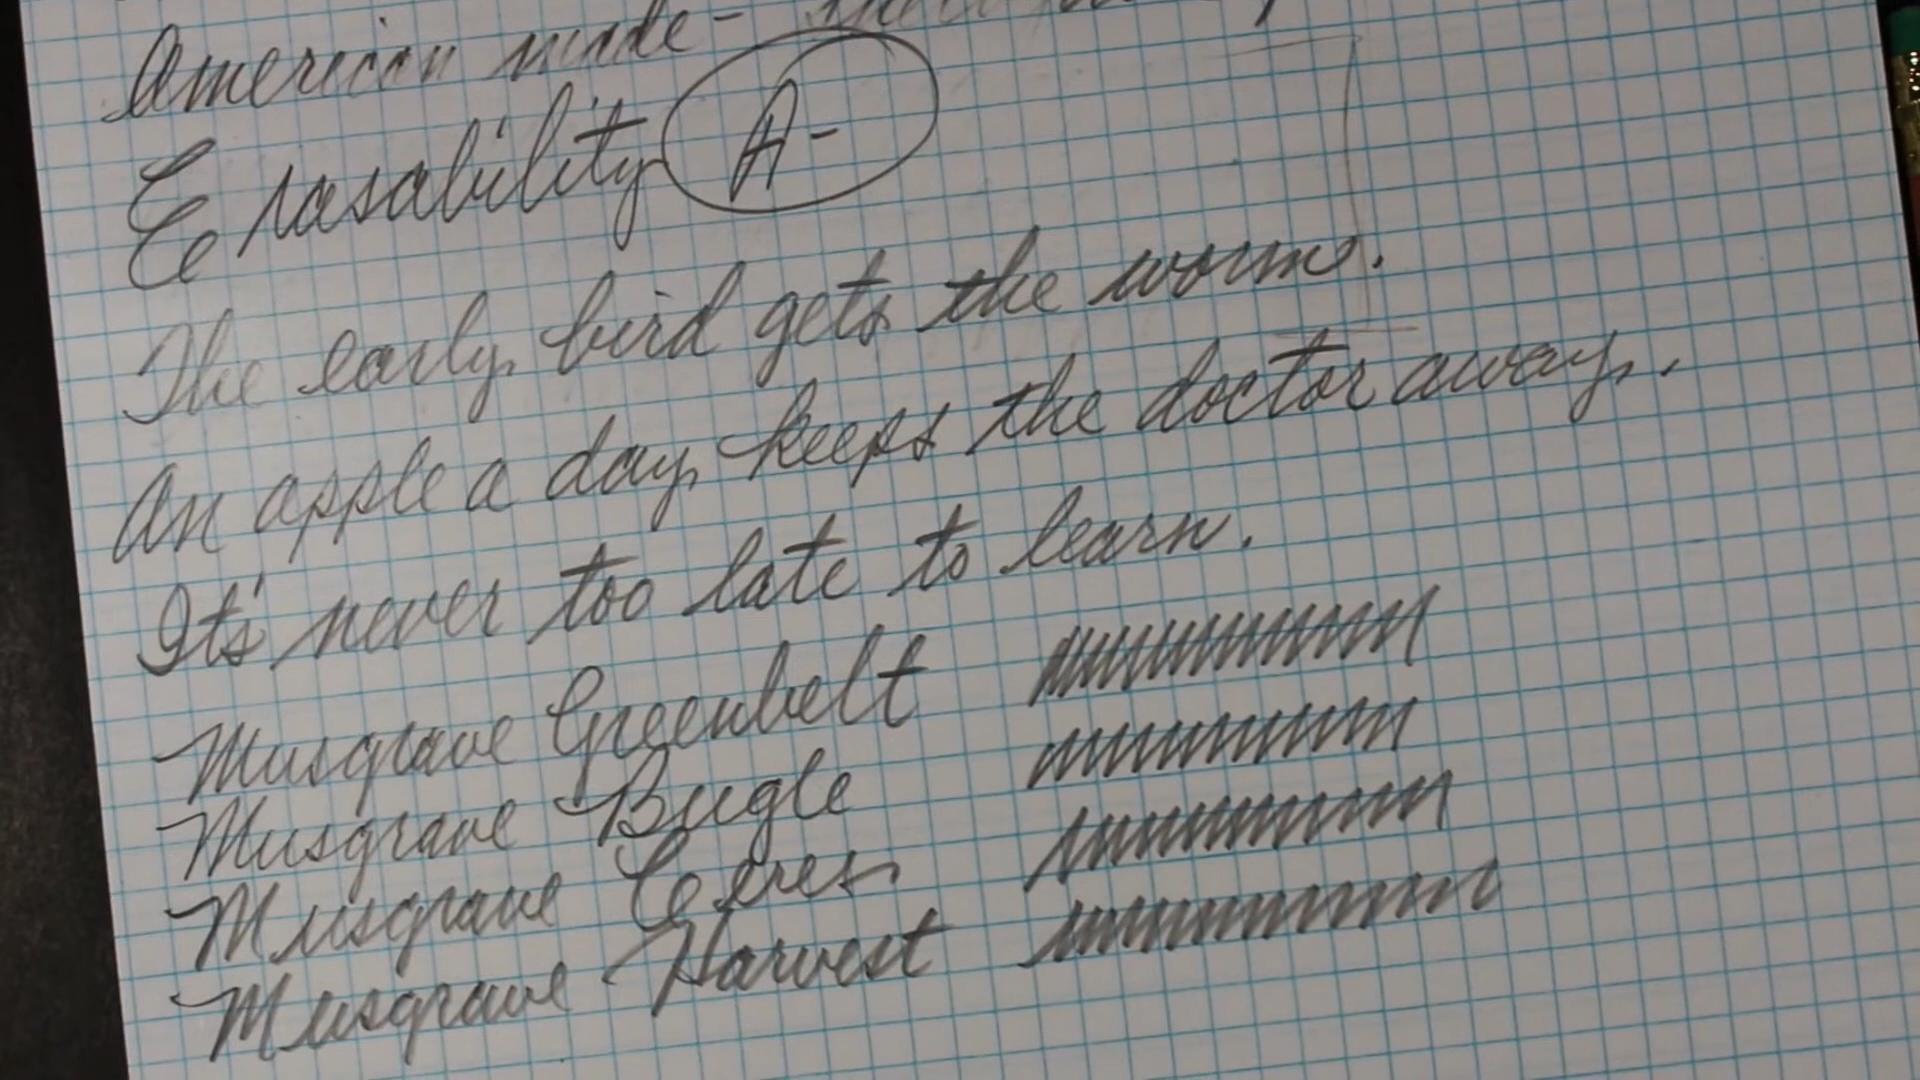 American made-
Erasability A-
The early bird gets the worm.
An apple a day keeps the doctor away.
It's never too late to learn.
Musgrave Greenbelt
Musgrave Bugle
Musgrave Ceres
Musgrave Harvest